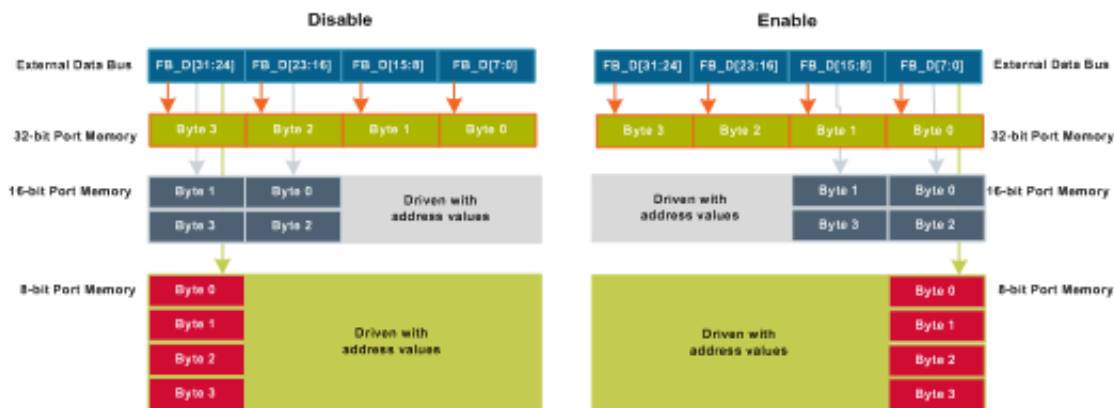 Disable
Enable
External Data Bus
FB_D[31:24] FB_D[23:16] FB_D[15:8] FB_D[7:0]
FB_D[31:24] FB_D[23:16] FB_D[15:8] FB_D[7:0]
External Data Bus
32-bit Port Memory
Byte 3 Byte 2 Byte 1 Byte 0
Byte 3 Byte 2 Byte 1 Byte 0
32-bit Port Memory
16-bit Port Memory
Byte 1 Byte 0
Byte 3 Byte 2
Driven with
address values
Driven with
address values
Byte 1 Byte 0
Byte 3 Byte 2
16-bit Port Memory
8-bit Port Memory
Byte 0
Byte 1
Byte 2
Byte 3
Driven with
address values
Driven with
address values
Byte 0
Byte 1
Byte 2
Byte 3
8-bit Port Memory